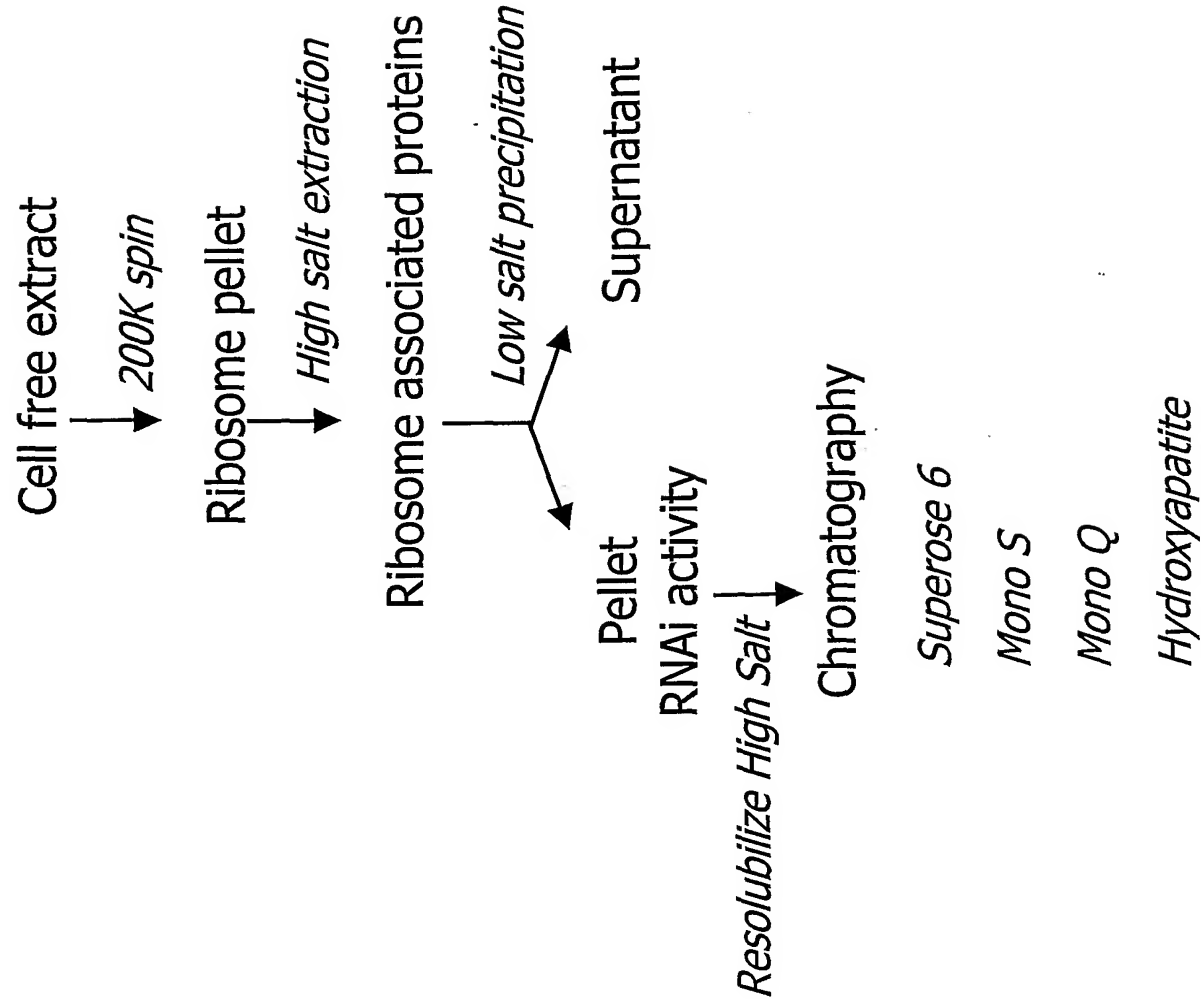 Cell free extract
200K spin
Ribosome pellet
High salt extraction
Ribosome associated proteins
Low salt precipitation
Pellet
RNAi activity
Supernatant
Resolubilize High Salt
Chromatography
Superose 6
Mono S
Mono Q
Hydroxyapatite